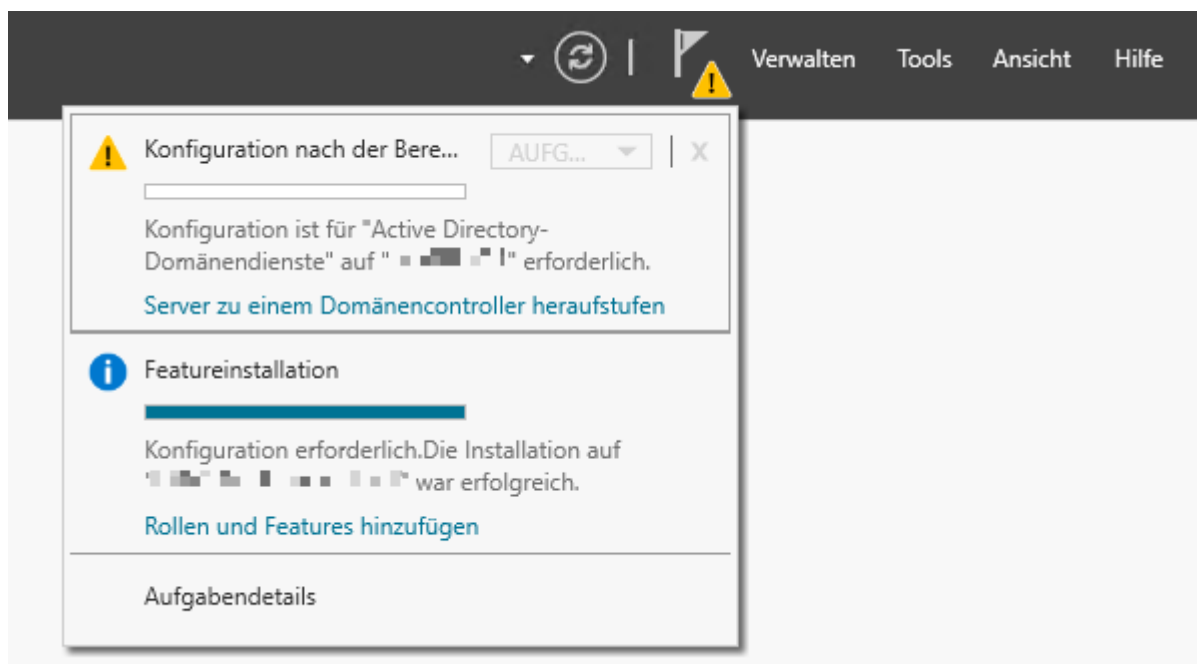 Verwalten Tools Ansicht Hilfe
Konfiguration nach der Bere... AUFG... X
Konfiguration ist für "Active Directory-
Domänendienste" auf " " erforderlich.
Server zu einem Domänencontroller heraufstufen
Featureinstallation
Konfiguration erforderlich.Die Installation auf
" " war erfolgreich.
Rollen und Features hinzufügen
Aufgabendetails